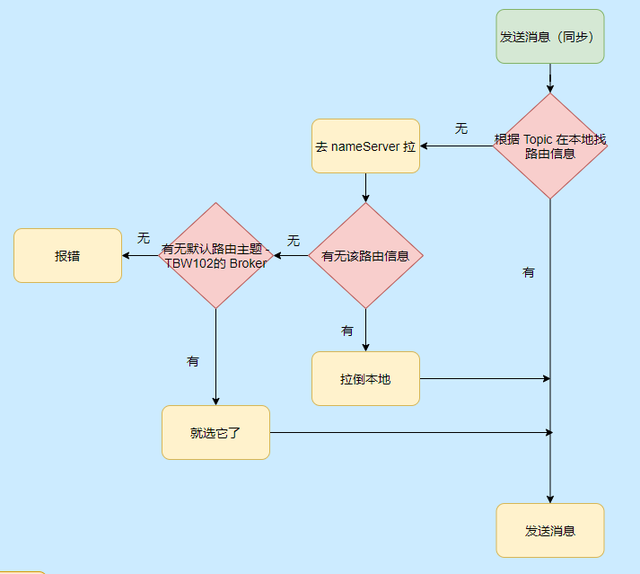 发送消息（同步）
根据 Topic 在本地找
路由信息
无
去 nameServer 拉
有无该路由信息
无
有无默认路由主题 -
TBW102的 Broker
无
报错
有
有
拉倒本地
有
就选它了
发送消息